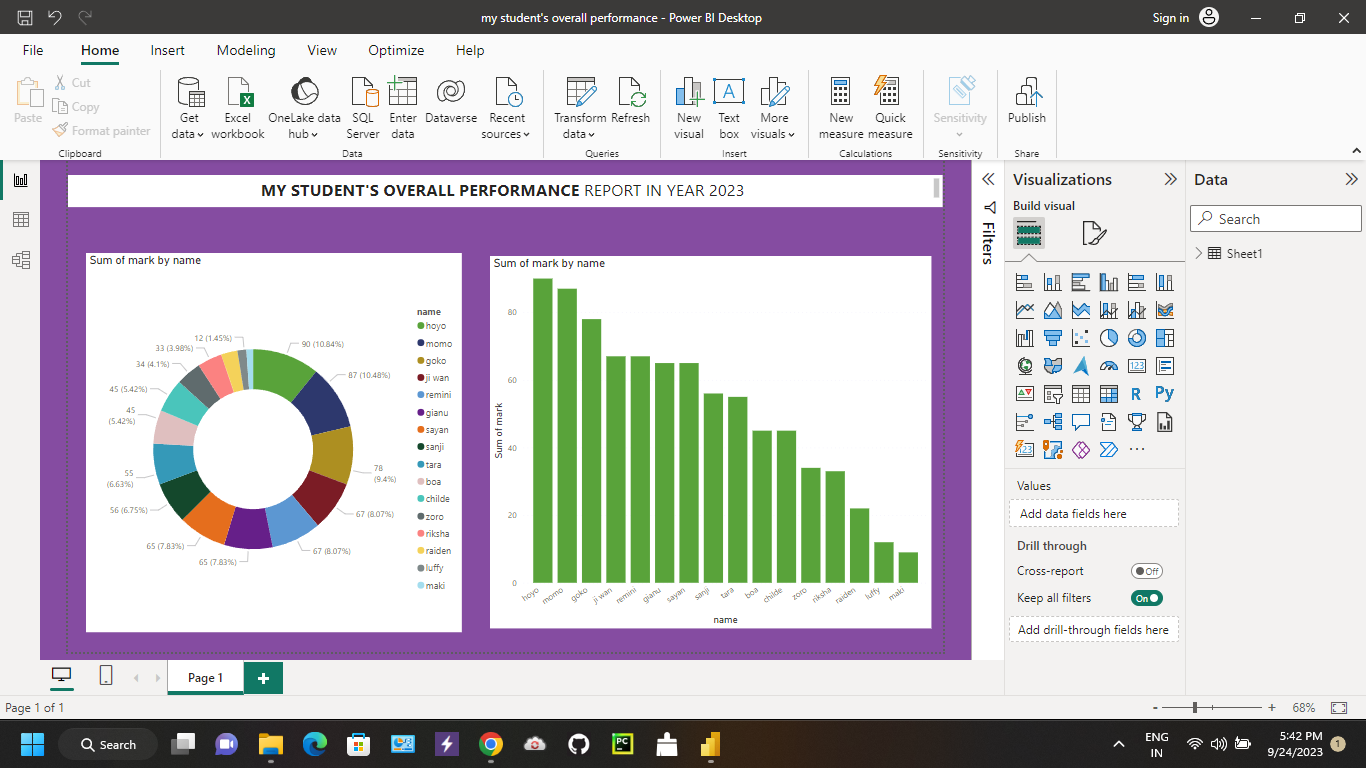 my student's overall performance - Power BI Desktop
Sign in
File Home Insert Modeling View Optimize Help
Paste
Cut
Copy
Format painter
Clipboard
Get data
Excel workbook
OneLake data hub
SQL Server
Enter data
Dataverse
Recent sources
Data
Transform data
Refresh
Queries
New visual
Text box
A
More visuals
Insert
New measure
Quick measure
Calculations
Sensitivity
Sensitivity
Publish
Share
MY STUDENT'S OVERALL PERFORMANCE REPORT IN YEAR 2023
Sum of mark by name
12 (1.45%)
33 (3.98%)
34 (4.1%)
45 (5.42%)
45
(5.42%)
55
(6.63%)
56 (6.75%)
65 (7.83%)
65 (7.83%)
67 (8.07%)
67 (8.07%)
78
(9.4%)
87 (10.48%)
90 (10.84%)
name
hoyo
momo
goko
ji wan
remini
gianu
sayan
sanji
tara
boa
childe
zoro
riksha
raiden
luffy
maki
Sum of mark by name
Sum of mark
80
60
40
20
0
hoyo momo goko ji wan remini gianu sayan sanji tara boa childe zoro riksha raiden luffy maki
name
Filters
Visualizations
Build visual
123
R Py
123
Values
Add data fields here
Drill through
Cross-report
Off
Keep all filters
On
Add drill-through fields here
Data
Search
Sheet1
Page 1
+
Page 1 of 1
- + 68%
Search
PC
ENG
IN
5:42 PM
9/24/2023
1